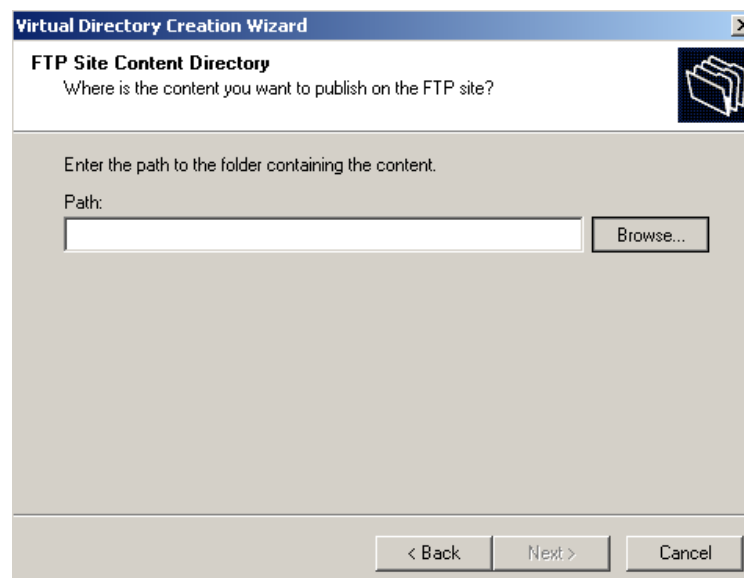 Virtual Directory Creation Wizard
FTP Site Content Directory
Where is the content you want to publish on the FTP site?
Enter the path to the folder containing the content.
Path:
Browse...
< Back Next > Cancel